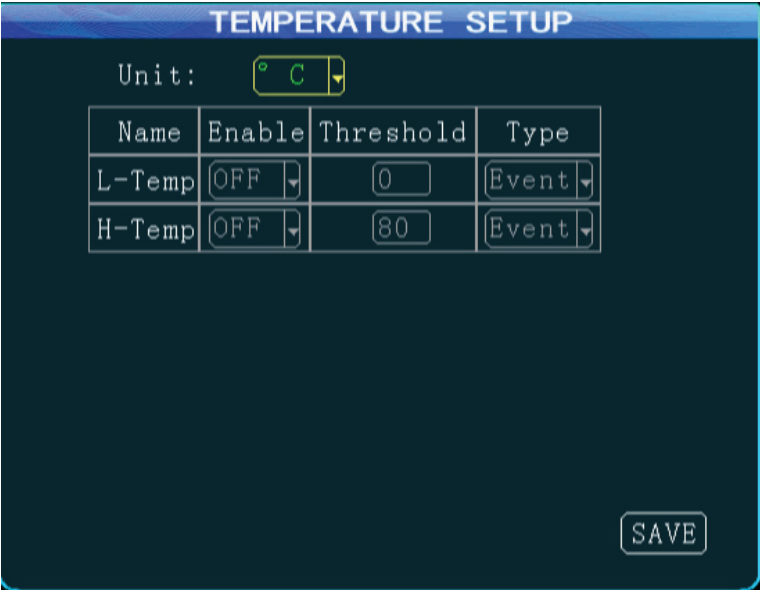 TEMPERATURE SETUP
Unit: ° C
Name Enable Threshold Type
L-Temp OFF 0 Event
H-Temp OFF 80 Event
SAVE